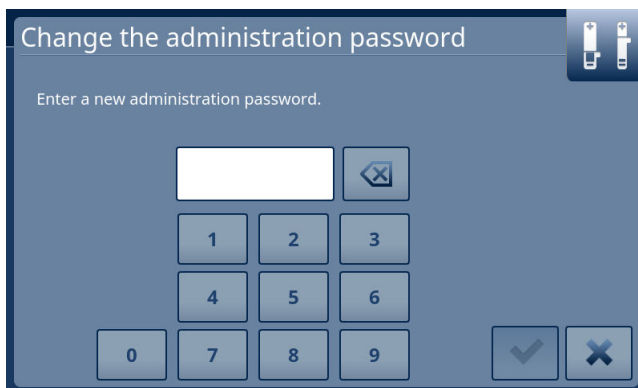 Change the administration password
Enter a new administration password.
1 2 3
4 5 6
0 7 8 9